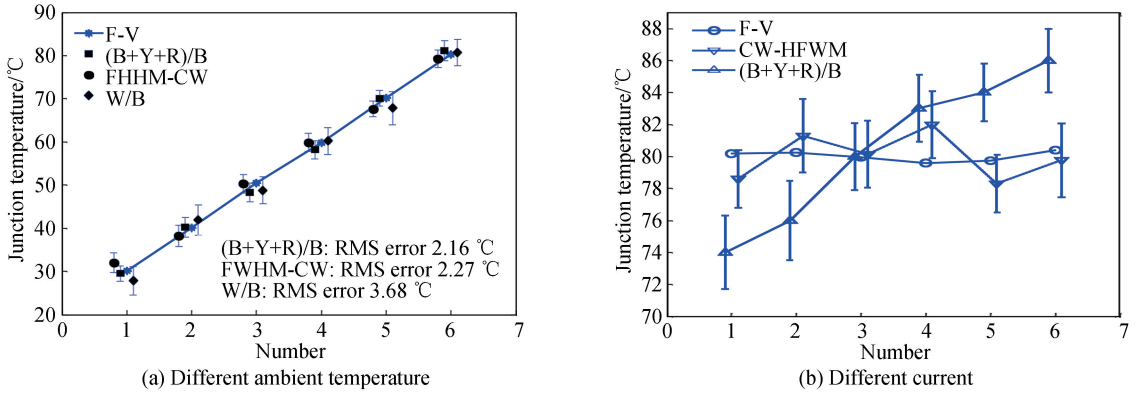 90
80
70
60
50
40
30
20
0
1
2
3
4
5
6
7
Junction temperature/℃
Number
F-V
(B+Y+R)/B
FHHM-CW
W/B
(B+Y+R)/B: RMS error 2.16 ℃
FWHM-CW: RMS error 2.27 ℃
W/B: RMS error 3.68 ℃
(a) Different ambient temperature
88
86
84
82
80
78
76
74
72
70
0
1
2
3
4
5
6
7
Junction temperature/℃
Number
F-V
CW-HFWM
(B+Y+R)/B
(b) Different current